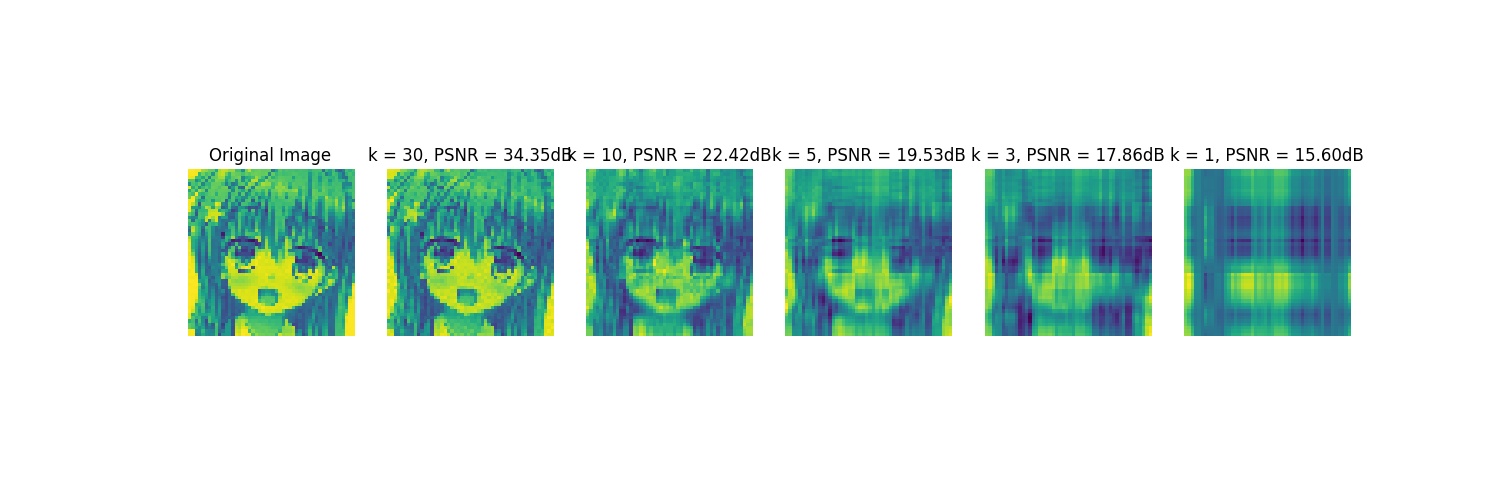 Original Image
k = 30, PSNR = 34.35dB
k = 10, PSNR = 22.42dB
k = 5, PSNR = 19.53dB
k = 3, PSNR = 17.86dB
k = 1, PSNR = 15.60dB